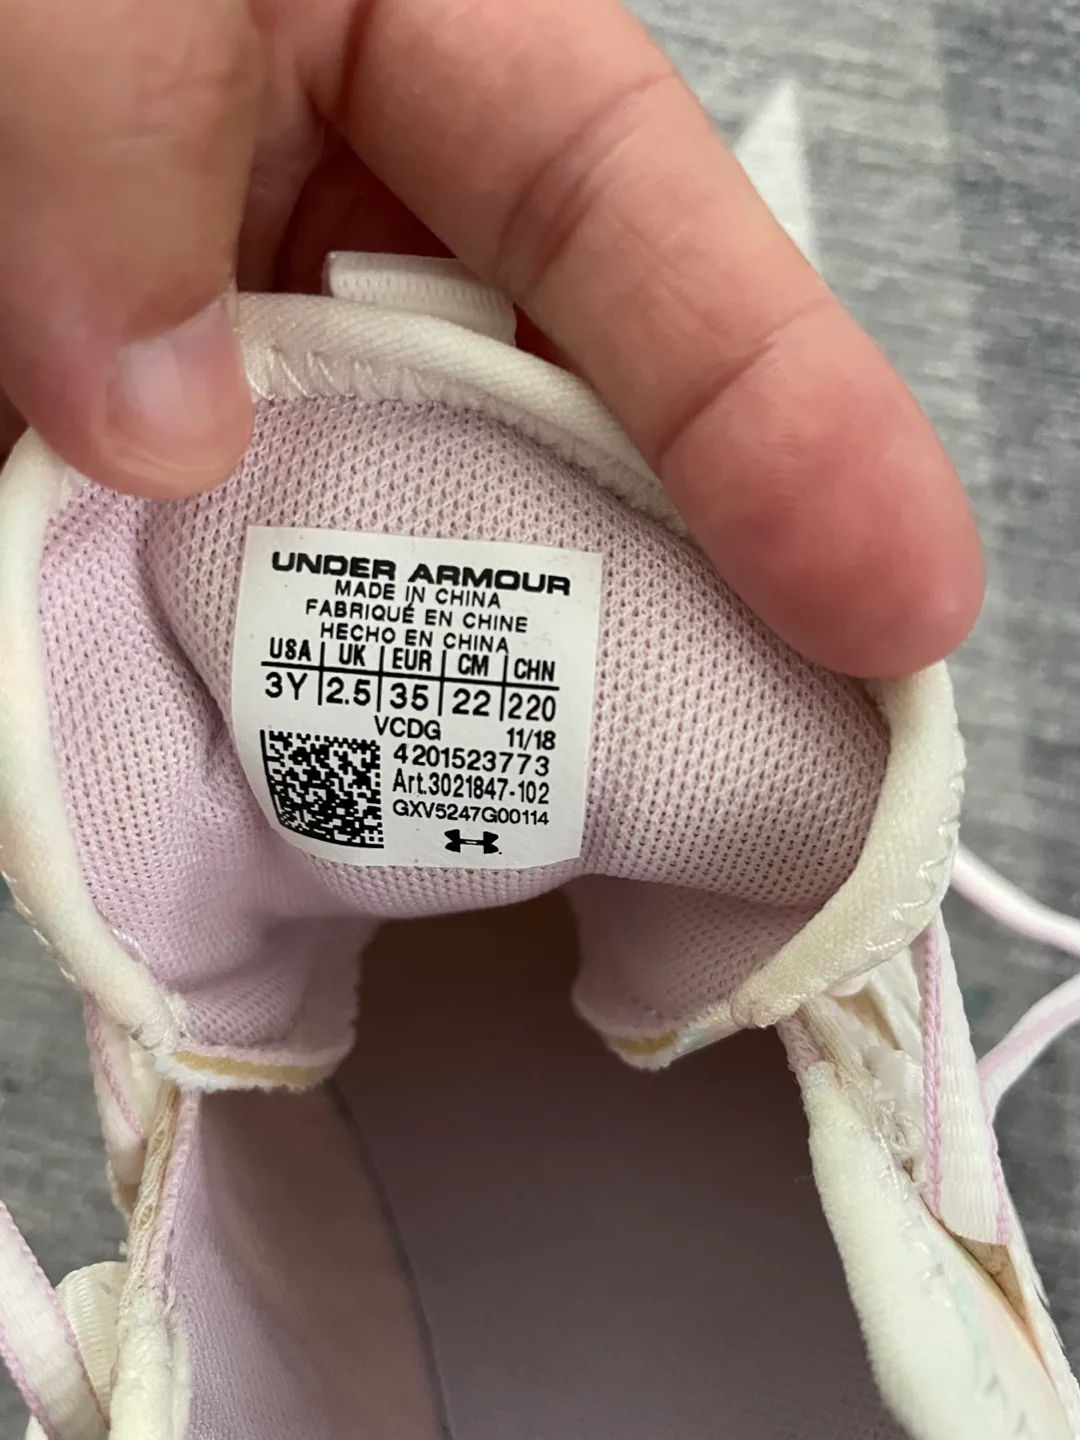 UNDER ARMOUR
MADE IN CHINA
FABRIQUÉ EN CHINE
HECHO EN CHINA
USA | UK | EUR | CM | CHN
3Y | 2.5 | 35 | 22 | 220
VCDG 11/18
4201523773
Art.3021847-102
GXV5247G00114